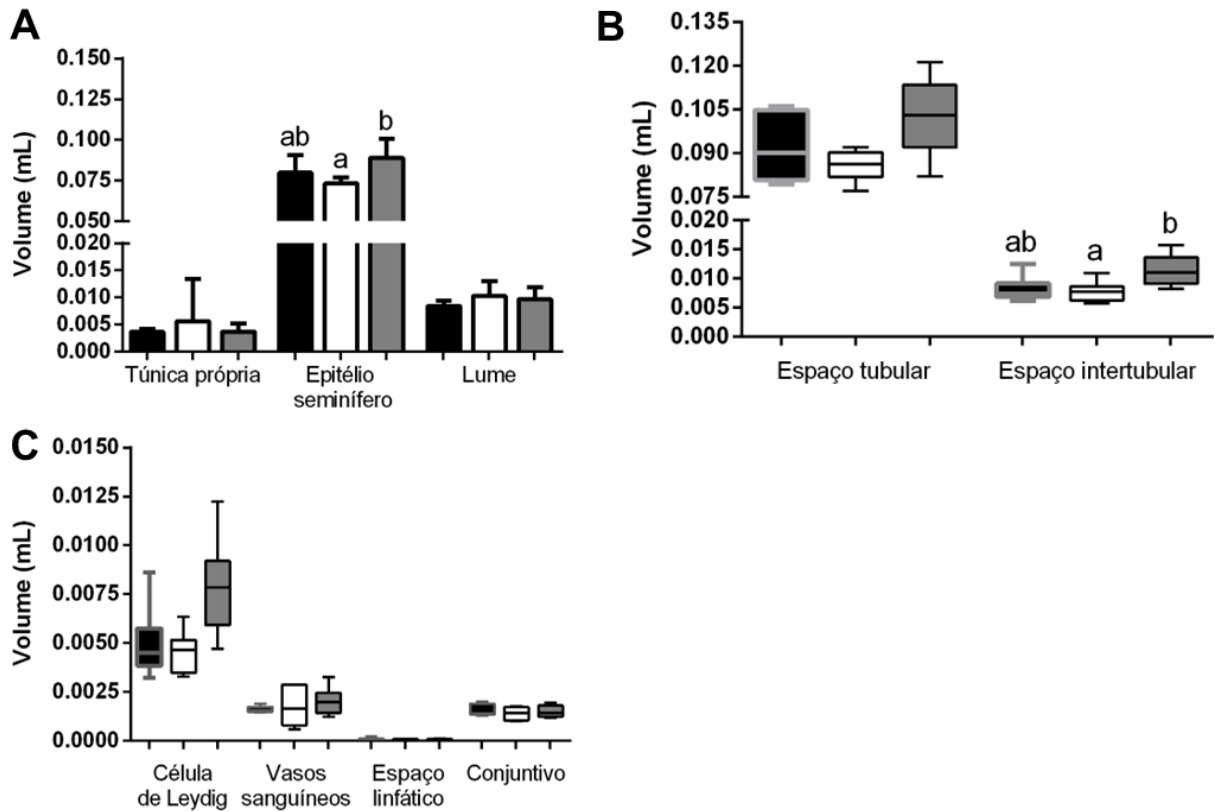 A
Volume (mL)
0.150
0.125
0.100
0.075
0.050
0.020
0.015
0.010
0.005
0.000
ab
a
b
Túnica própria
Epitélio
seminífero
Lume
B
Volume (mL)
0.135
0.120
0.105
0.090
0.075
0.020
0.015
0.010
0.005
0.000
ab
a
b
Espaço tubular
Espaço intertubular
C
Volume (mL)
0.0150
0.0125
0.0100
0.0075
0.0050
0.0025
0.0000
Célula
de Leydig
Vasos
sanguíneos
Espaço
linfático
Conjuntivo